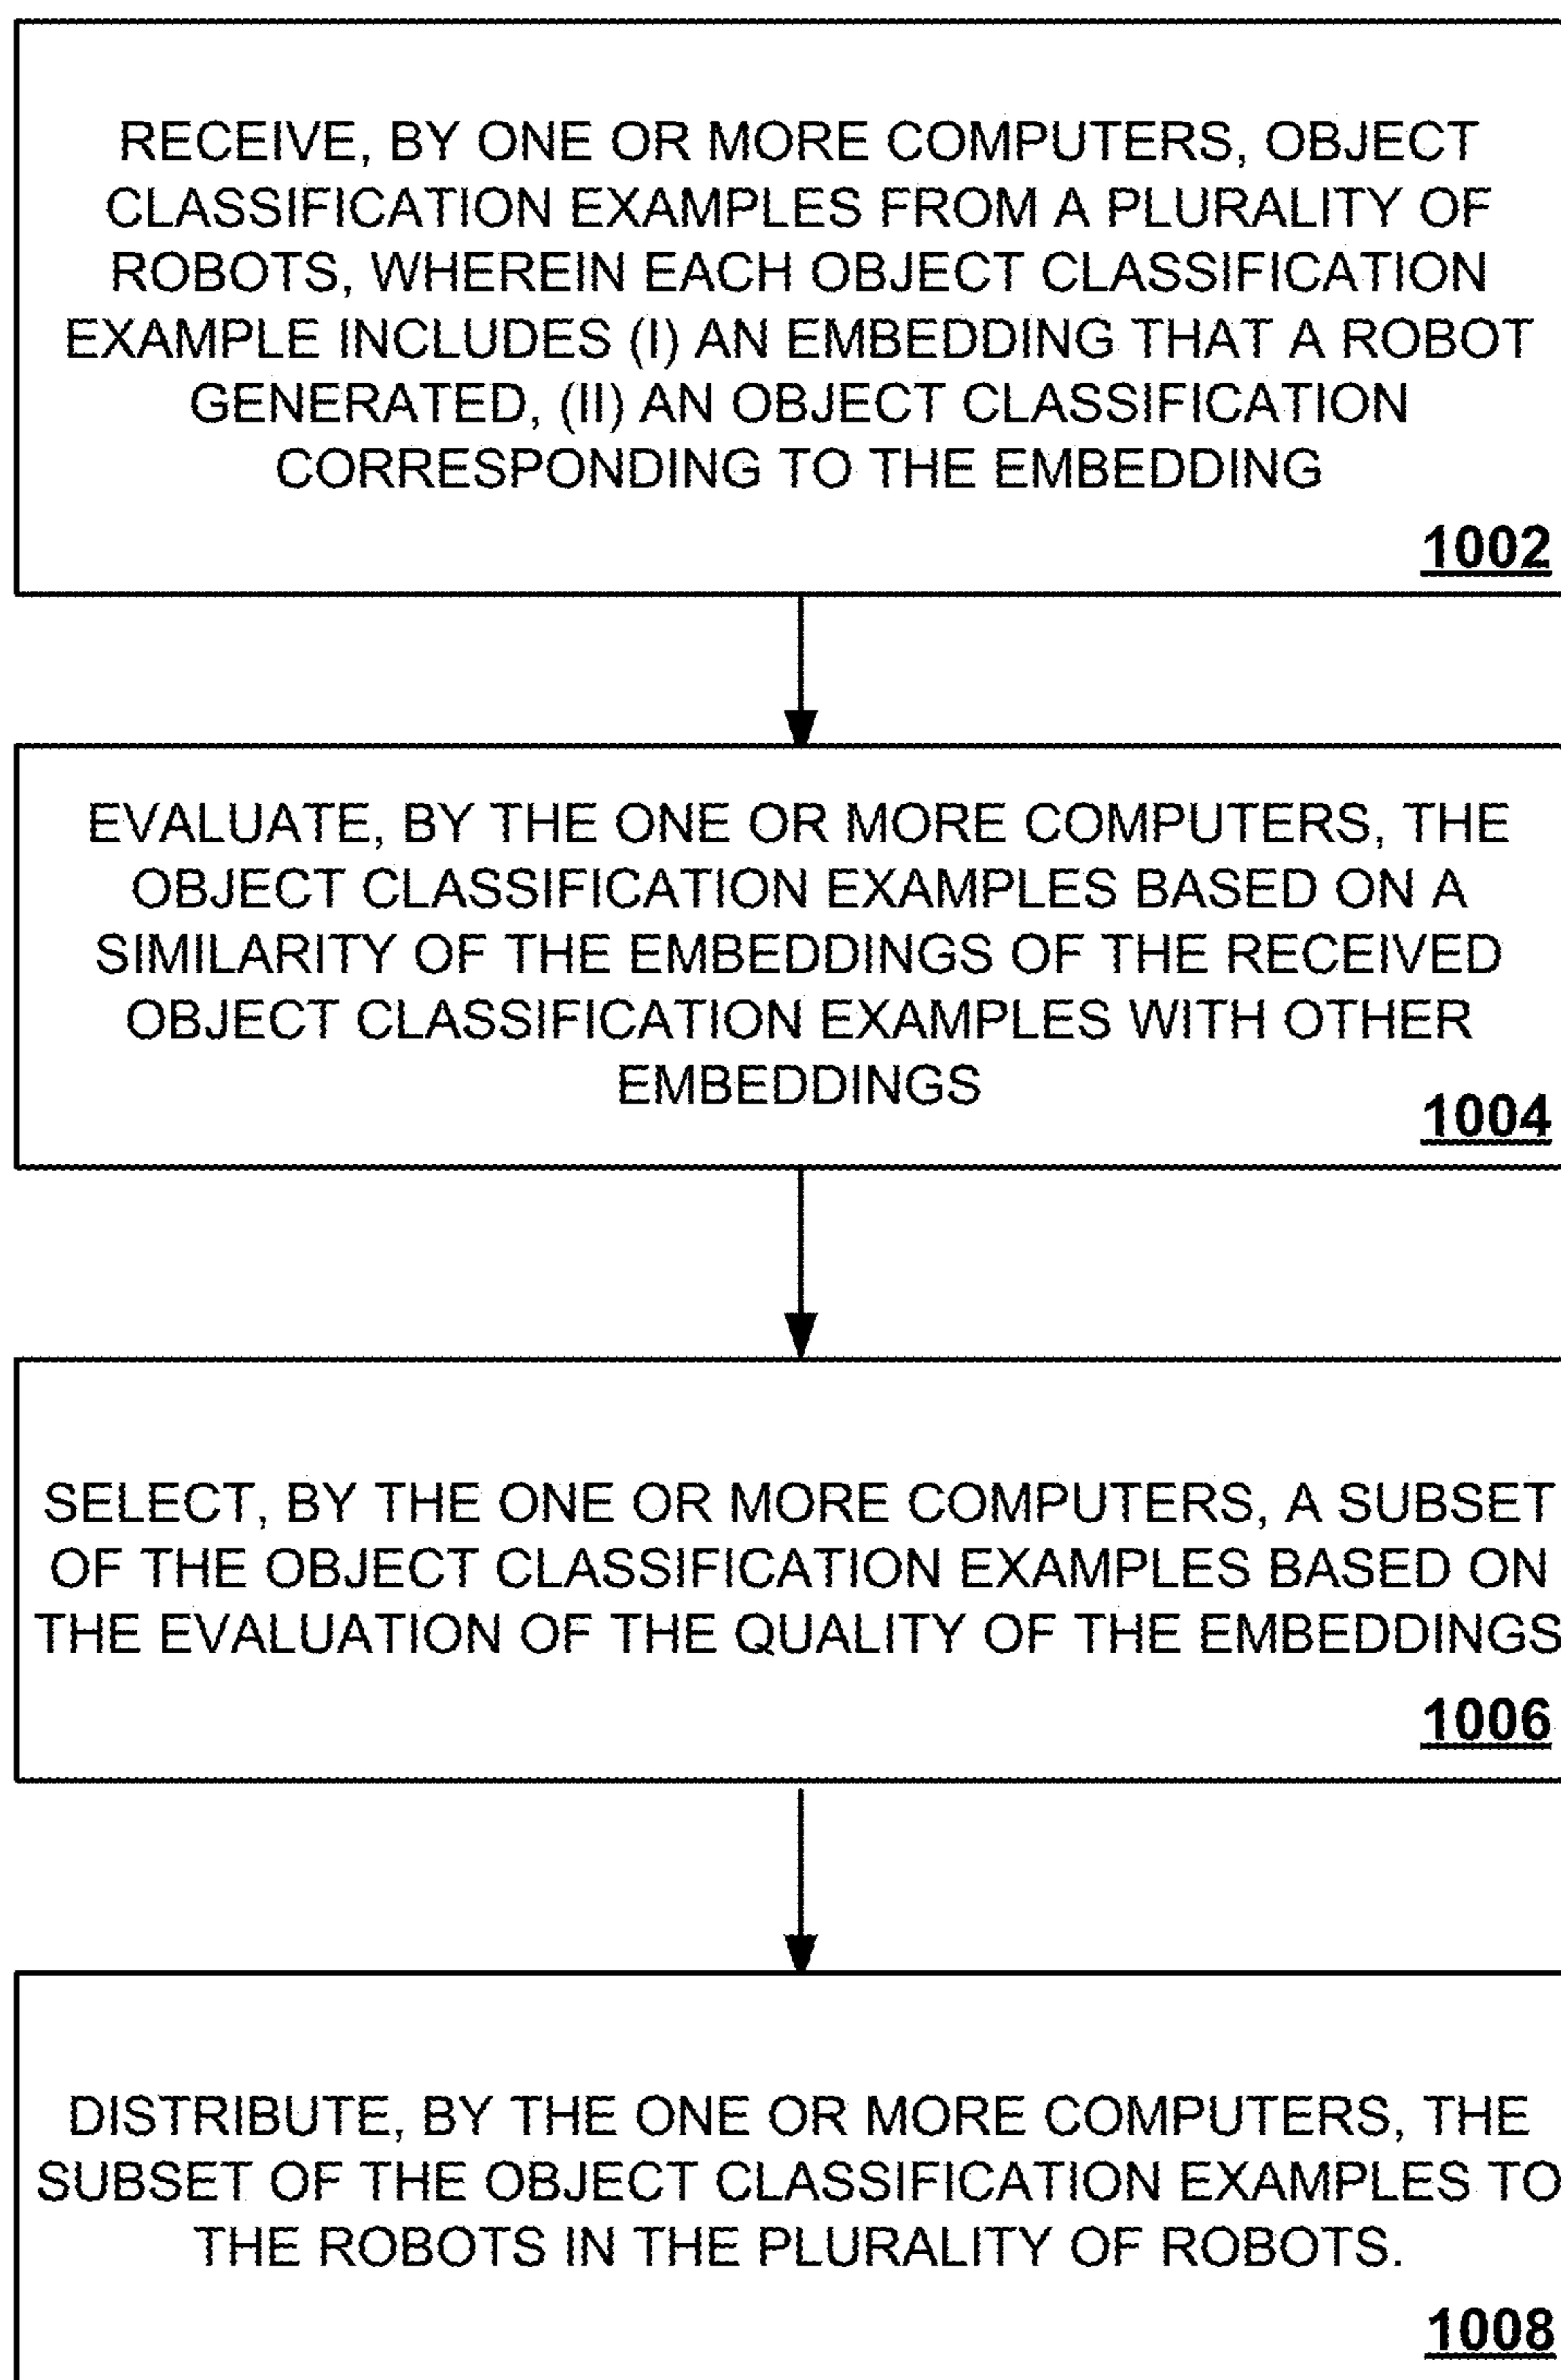 RECEIVE, BY ONE OR MORE COMPUTERS, OBJECT
CLASSIFICATION EXAMPLES FROM A PLURALITY OF
ROBOTS, WHEREIN EACH OBJECT CLASSIFICATION
EXAMPLE INCLUDES (I) AN EMBEDDING THAT A ROBOT
GENERATED, (II) AN OBJECT CLASSIFICATION
CORRESPONDING TO THE EMBEDDING
1002
EVALUATE, BY THE ONE OR MORE COMPUTERS, THE
OBJECT CLASSIFICATION EXAMPLES BASED ON A
SIMILARITY OF THE EMBEDDINGS OF THE RECEIVED
OBJECT CLASSIFICATION EXAMPLES WITH OTHER
EMBEDDINGS
1004
SELECT, BY THE ONE OR MORE COMPUTERS, A SUBSET
OF THE OBJECT CLASSIFICATION EXAMPLES BASED ON
THE EVALUATION OF THE QUALITY OF THE EMBEDDINGS
1006
DISTRIBUTE, BY THE ONE OR MORE COMPUTERS, THE
SUBSET OF THE OBJECT CLASSIFICATION EXAMPLES TO
THE ROBOTS IN THE PLURALITY OF ROBOTS.
1008